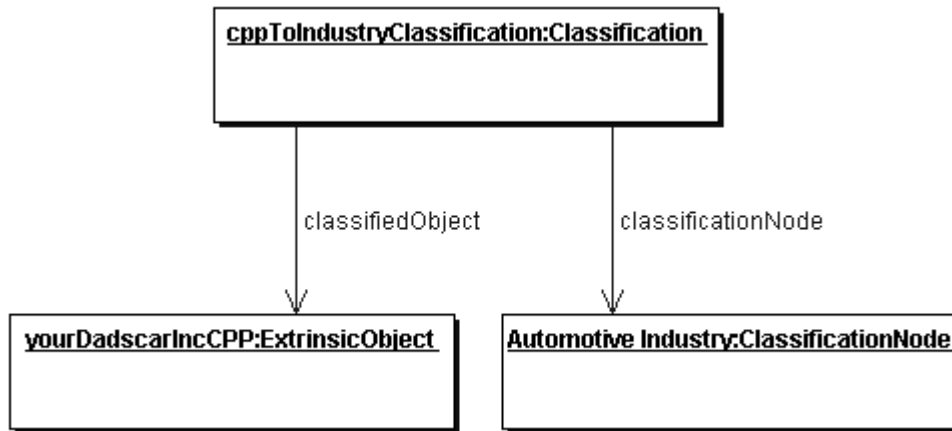 cppToIndustryClassification:Classification
classifiedObject
classificationNode
yourDadscarIncCPP:ExtrinsicObject
Automotive Industry:ClassificationNode